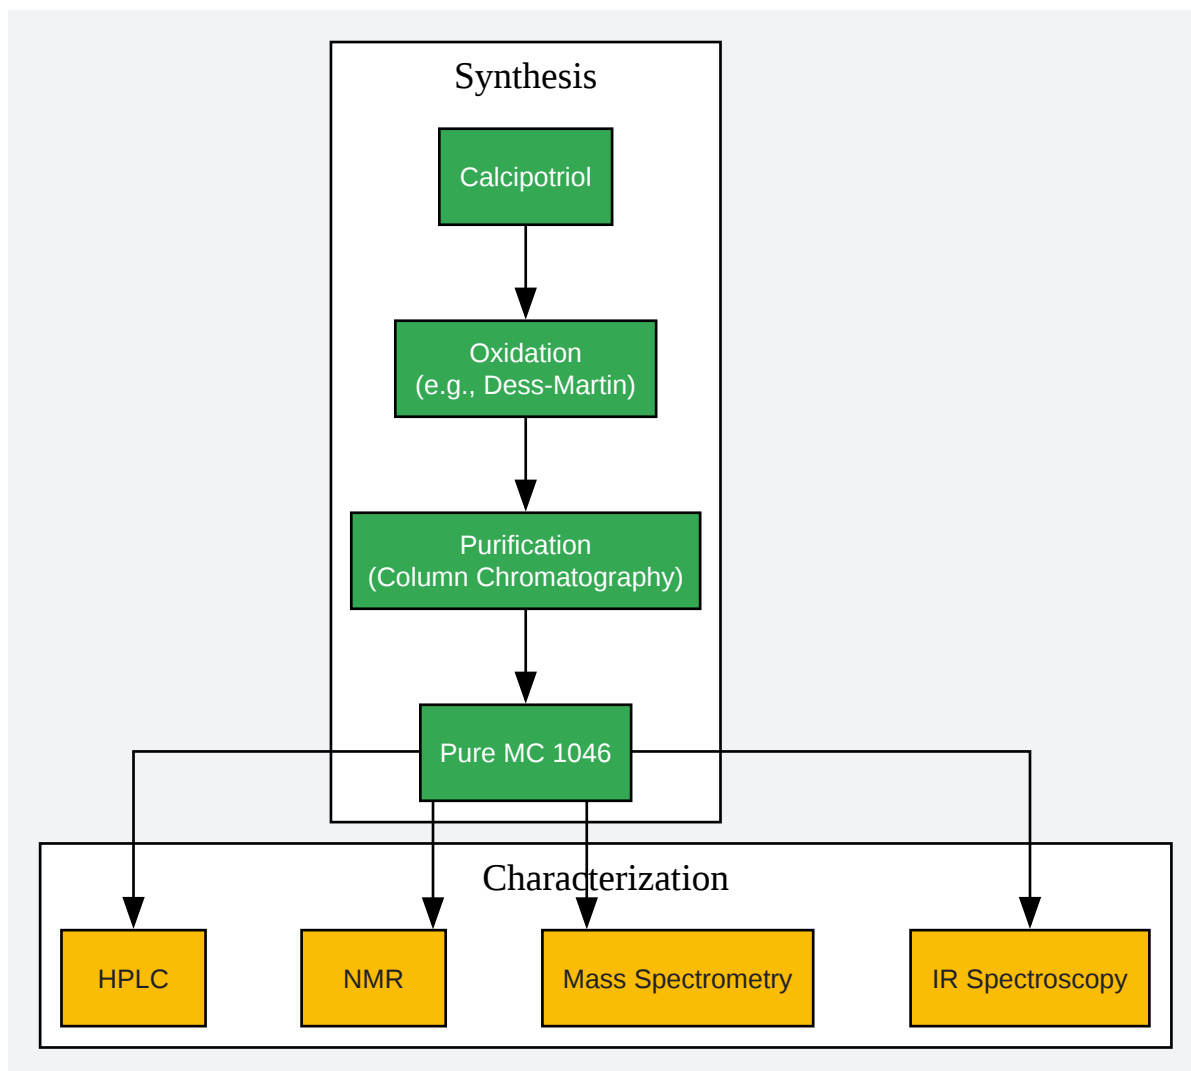 Synthesis
Calcipotriol
Oxidation
(e.g., Dess-Martin)
Purification
(Column Chromatography)
Pure MC 1046
Characterization
HPLC
NMR
Mass Spectrometry
IR Spectroscopy